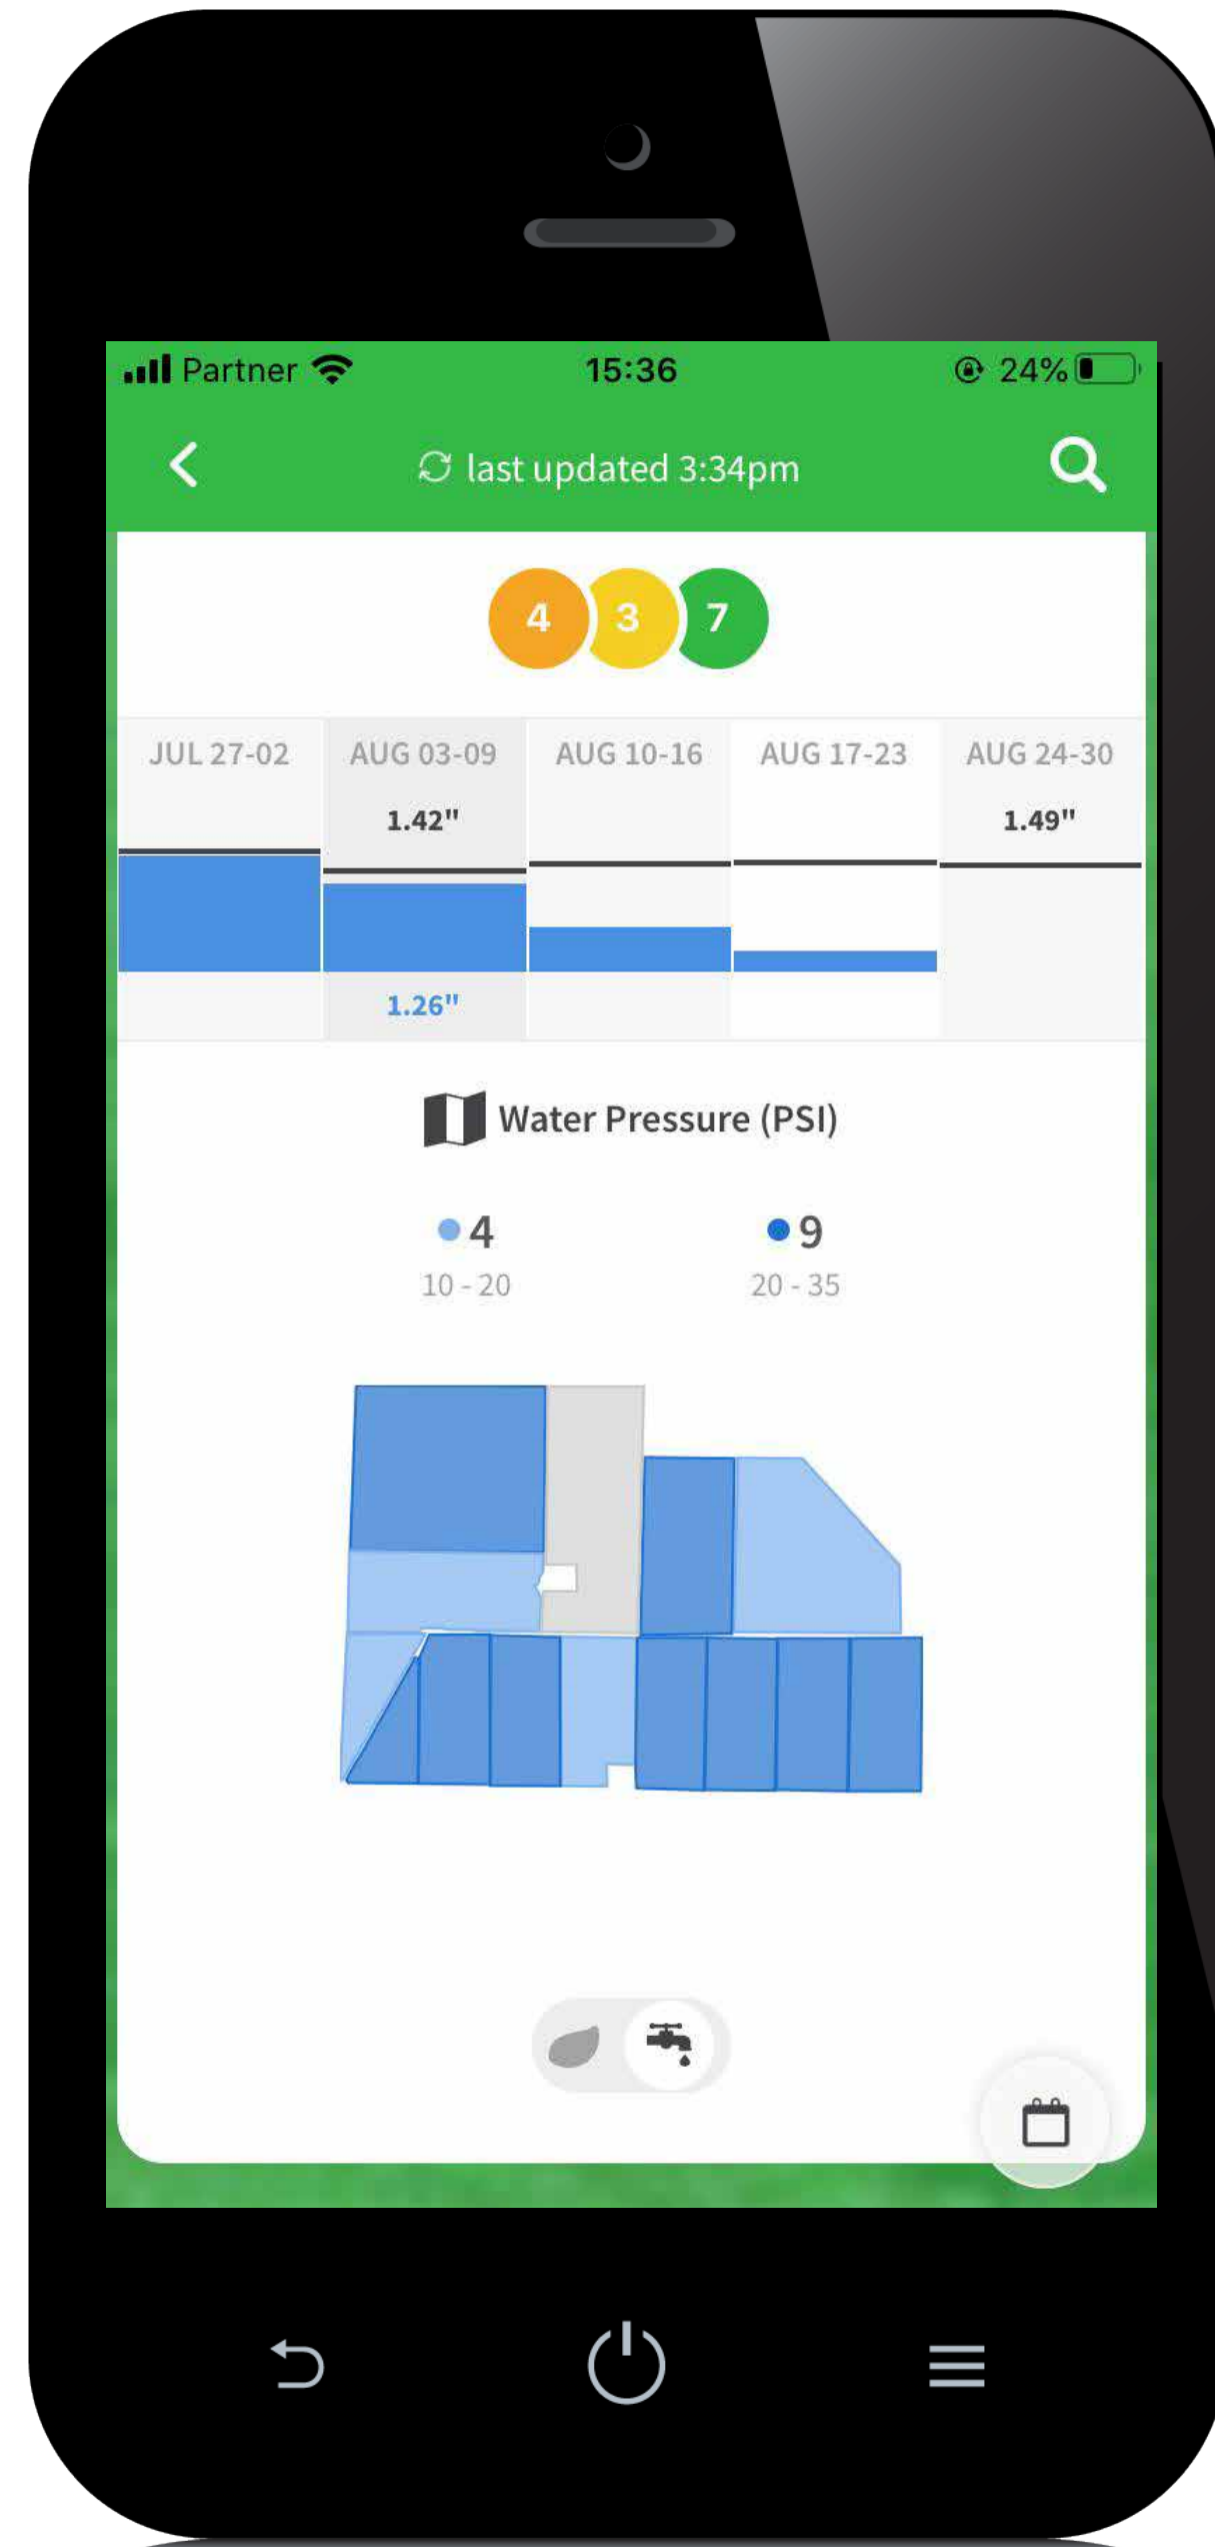 Partner 15:36 24%
last updated 3:34pm
4 3 7
JUL 27-02 AUG 03-09 AUG 10-16 AUG 17-23 AUG 24-30
1.42" 1.49"
1.26"
Water Pressure (PSI)
4 9
10 - 20 20 - 35